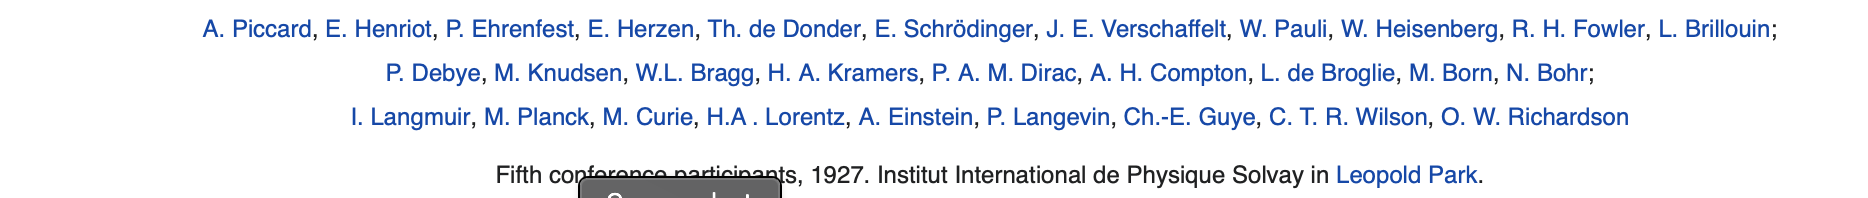 A. Piccard, E. Henriot, P. Ehrenfest, E. Herzen, Th. de Donder, E. Schrödinger, J. E. Verschaffelt, W. Pauli, W. Heisenberg, R. H. Fowler, L. Brillouin;
P. Debye, M. Knudsen, W.L. Bragg, H. A. Kramers, P. A. M. Dirac, A. H. Compton, L. de Broglie, M. Born, N. Bohr;
I. Langmuir, M. Planck, M. Curie, H.A . Lorentz, A. Einstein, P. Langevin, Ch.-E. Guye, C. T. R. Wilson, O. W. Richardson
Fifth conference participants, 1927. Institut International de Physique Solvay in Leopold Park.